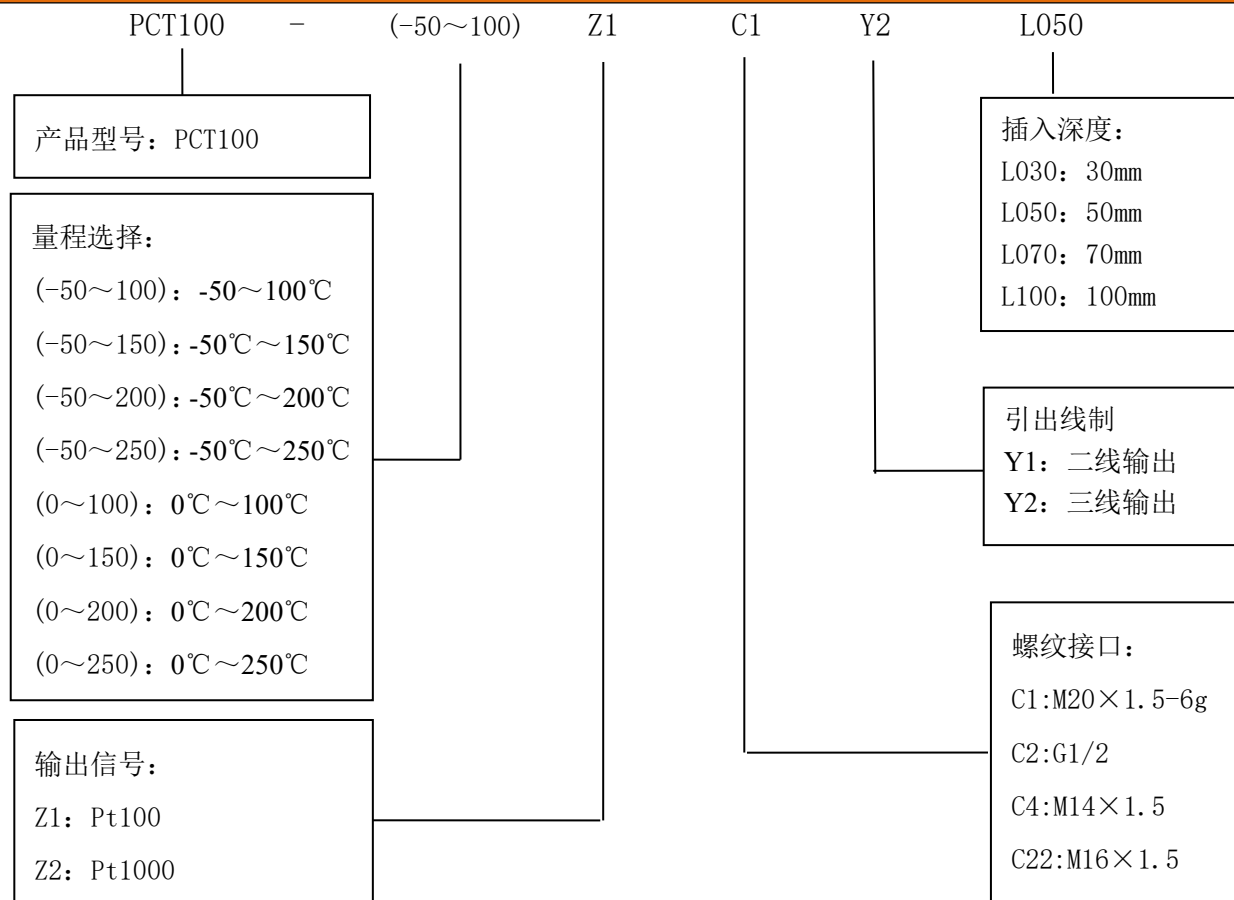 PCT100 - (-50～100) Z1 C1 Y2 L050
产品型号：PCT100
量程选择：
(-50～100)：-50～100℃
(-50～150)：-50℃～150℃
(-50～200)：-50℃～200℃
(-50～250)：-50℃～250℃
(0～100)：0℃～100℃
(0～150)：0℃～150℃
(0～200)：0℃～200℃
(0～250)：0℃～250℃
输出信号：
Z1：Pt100
Z2：Pt1000
插入深度：
L030：30mm
L050：50mm
L070：70mm
L100：100mm
引出线制
Y1：二线输出
Y2：三线输出
螺纹接口：
C1:M20×1.5-6g
C2:G1/2
C4:M14×1.5
C22:M16×1.5